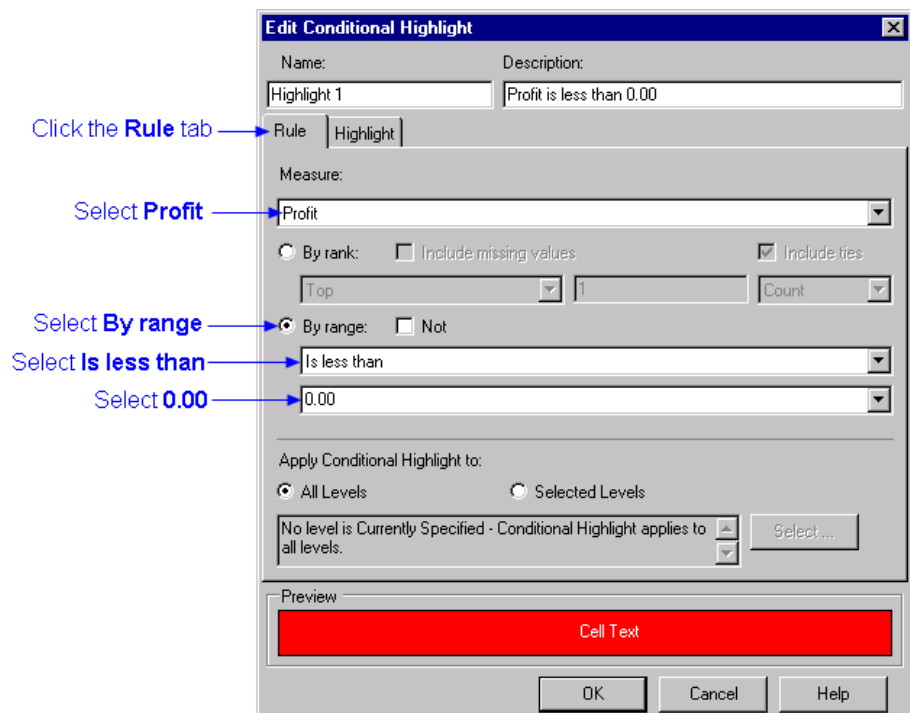 Edit Conditional Highlight
Name: Description:
Highlight 1 Profit is less than 0.00
Click the Rule tab Rule Highlight
Measure:
Select Profit Profit
By rank: Include missing values Include ties
Top 1 Count
Select By range By range: Not
Select Is less than Is less than
Select 0.00 0.00
Apply Conditional Highlight to:
All Levels Selected Levels
No level is Currently Specified - Conditional Highlight applies to
all levels. Select ...
Preview
Cell Text
OK Cancel Help